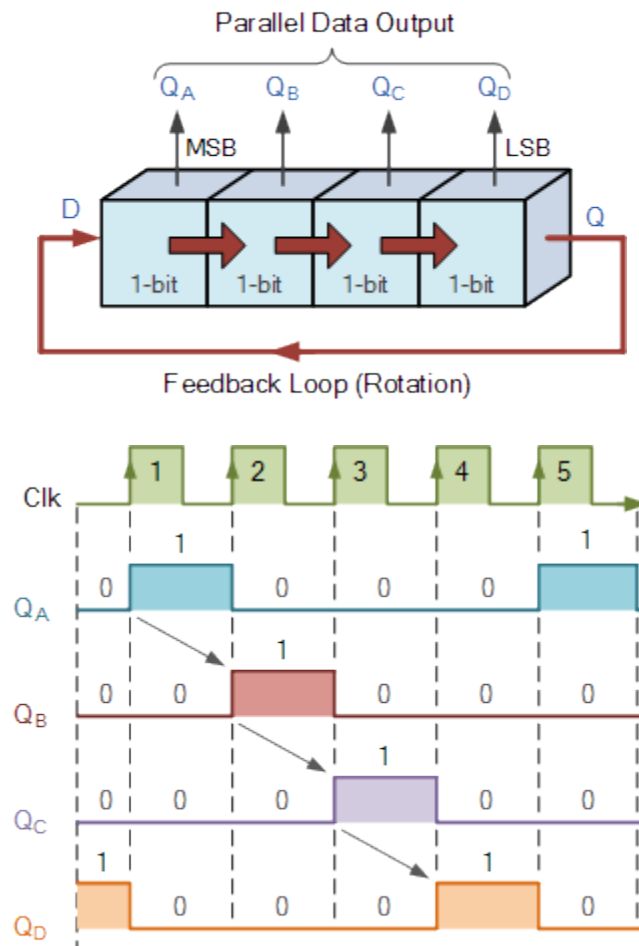 Parallel Data Output
QA QB QC QD
MSB LSB
D Q
1-bit 1-bit 1-bit 1-bit
Feedback Loop (Rotation)
Clk 1 2 3 4 5
1 1
0 0 0 0
QA
1
0 0 0 0 0
QB
1
0 0 0 0 0
QC
1 1
0 0 0 0
QD